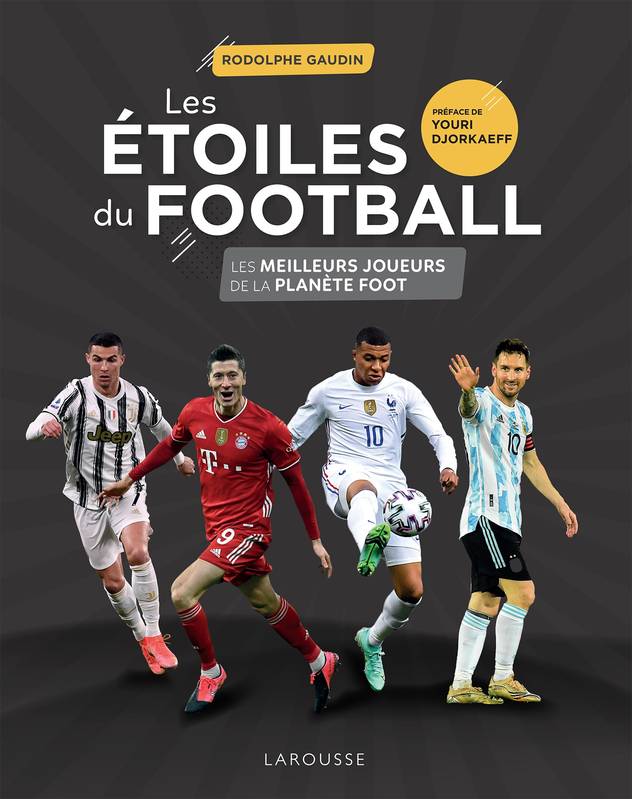 RODOLPHE GAUDIN
Les
ÉTOILES
du FOOTBALL
PRÉFACE DE
YOURI
DJORKAEFF
LES MEILLEURS JOUEURS
DE LA PLANÈTE FOOT
Jeep
7
T
9
10
10
LAROUSSE